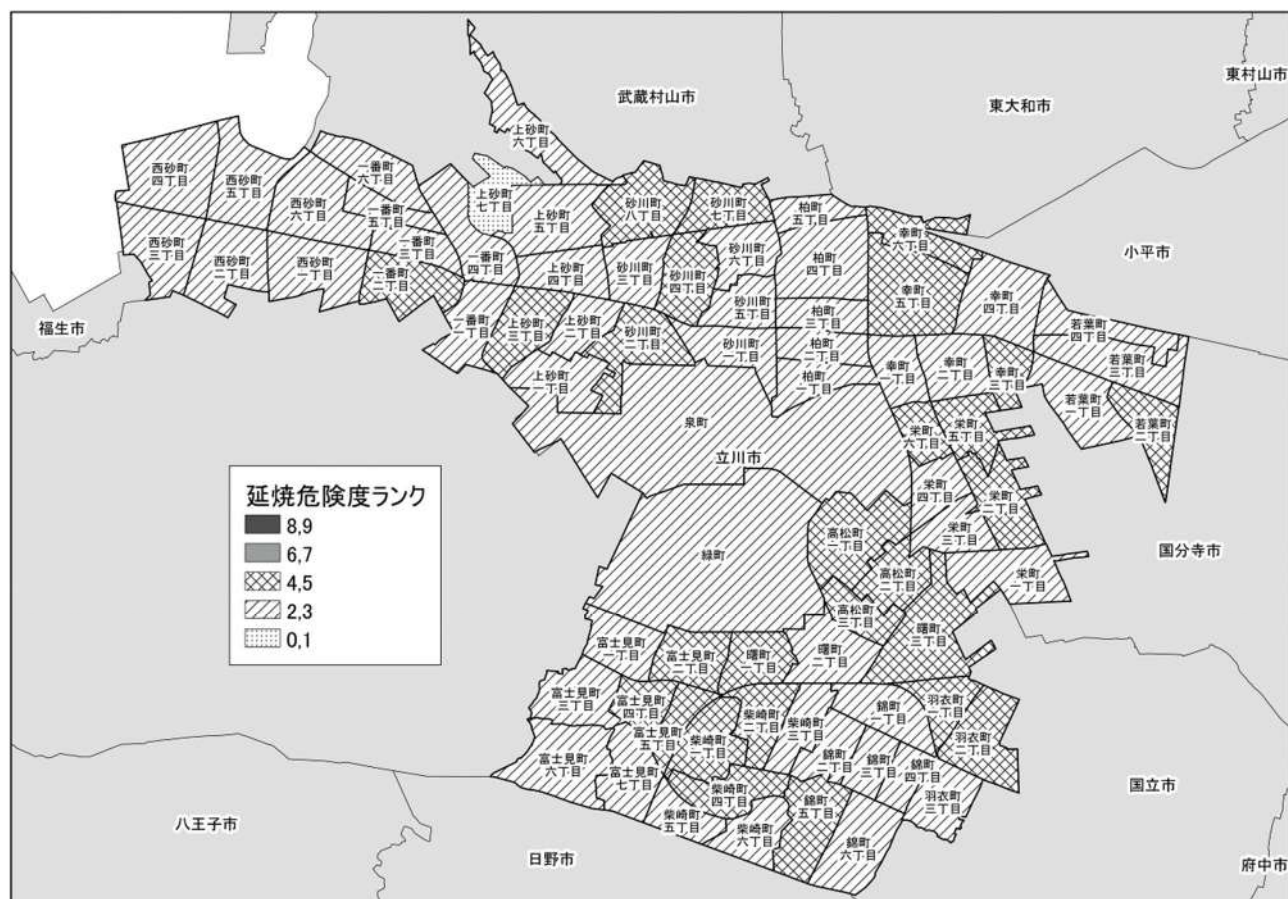 東村山市
武蔵村山市
東大和市
上砂町
六丁目
西砂町
四丁目
西砂町
五丁目
西砂町
六丁目
一番町
六丁目
一番町
五丁目
上砂町
七丁目
上砂町
五丁目
砂川町
八丁目
砂川町
七丁目
柏町
五丁目
幸町
六丁目
小平市
西砂町
三丁目
西砂町
二丁目
西砂町
一丁目
一番町
三丁目
一番町
二丁目
一番町
四丁目
上砂町
四丁目
砂川町
三丁目
砂川町
四丁目
砂川町
六丁目
柏町
四丁目
幸町
五丁目
幸町
四丁目
福生市
一番町
一丁目
上砂町
三丁目
上砂町
二丁目
砂川町
二丁目
砂川町
五丁目
柏町
三丁目
若葉町
四丁目
砂川町
一丁目
柏町
二丁目
幸町
一丁目
幸町
二丁目
幸町
三丁目
若葉町
三丁目
上砂町
一丁目
柏町
一丁目
若葉町
一丁目
若葉町
二丁目
泉町
栄町
六丁目
栄町
五丁目
立川市
栄町
四丁目
栄町
二丁目
延焼危険度ランク
8,9
6,7
4,5
2,3
0,1
高松町
一丁目
栄町
三丁目
国分寺市
緑町
高松町
二丁目
栄町
一丁目
高松町
三丁目
曙町
三丁目
富士見町
一丁目
富士見町
二丁目
曙町
一丁目
曙町
二丁目
富士見町
三丁目
富士見町
四丁目
柴崎町
二丁目
柴崎町
三丁目
錦町
一丁目
羽衣町
一丁目
富士見町
五丁目
柴崎町
一丁目
羽衣町
二丁目
富士見町
六丁目
富士見町
七丁目
錦町
二丁目
錦町
三丁目
錦町
四丁目
国立市
柴崎町
四丁目
錦町
五丁目
羽衣町
三丁目
八王子市
柴崎町
五丁目
柴崎町
六丁目
錦町
六丁目
日野市
府中市